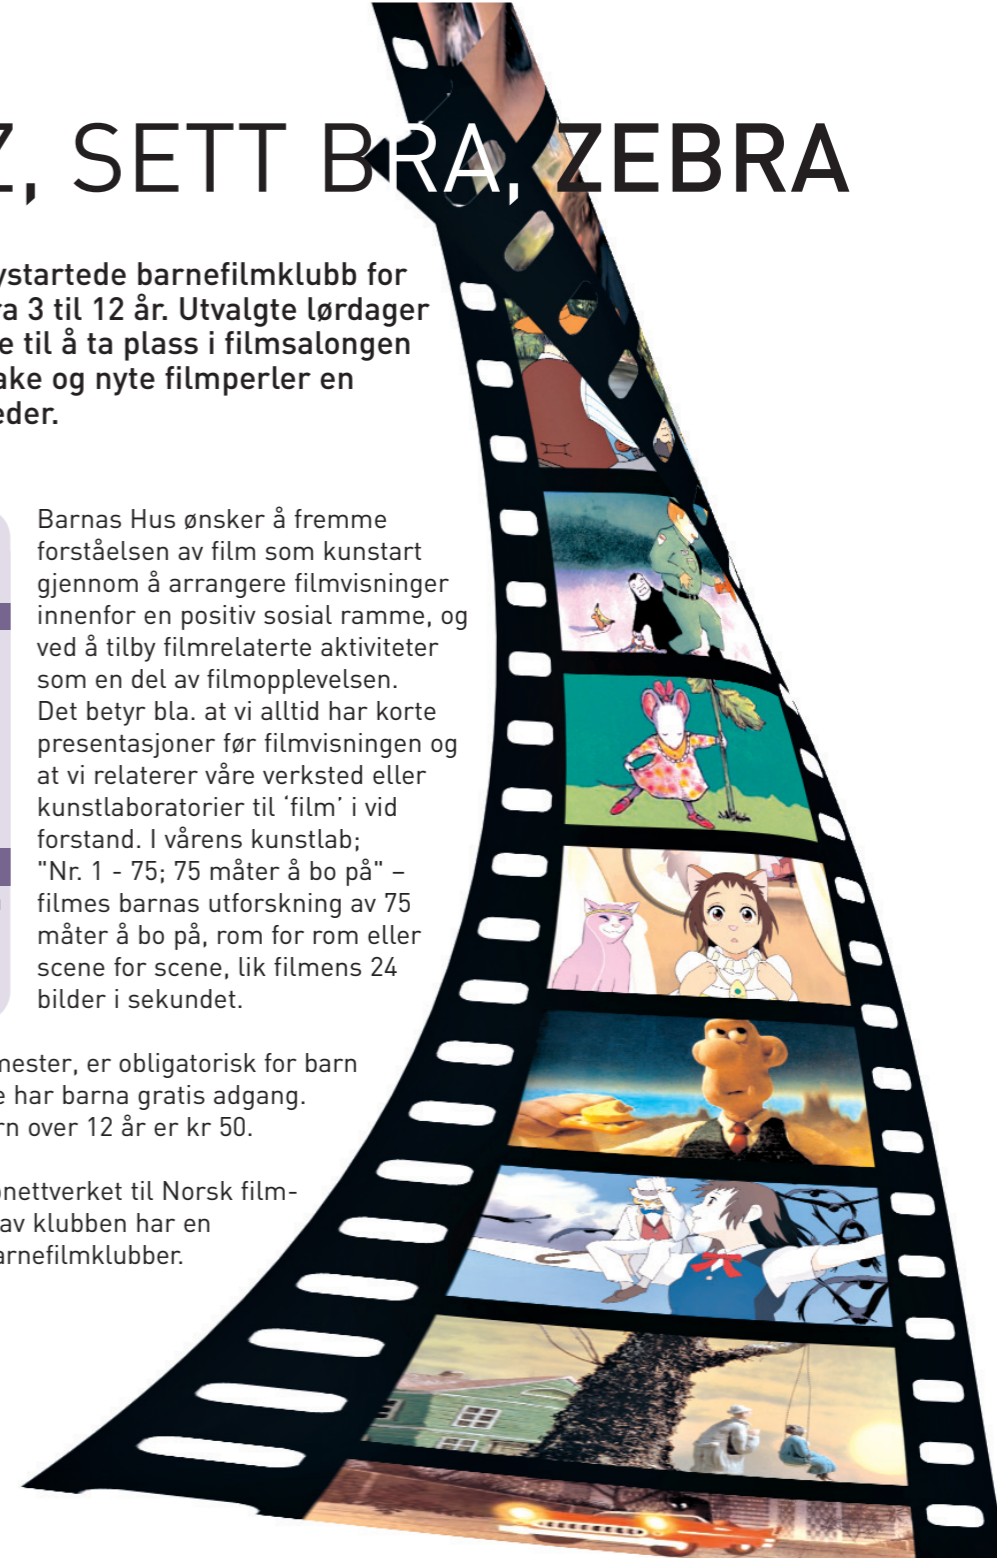 Z, SETT BRA, ZEBRA
ystartede barnefilmklubb for
ra 3 til 12 år. Utvalgte lørdager
e til å ta plass i filmsalongen
ake og nyte filmperler en
eder.
Barnas Hus ønsker å fremme
forståelsen av film som kunstart
gjennom å arrangere filmvisninger
innenfor en positiv sosial ramme, og
ved å tilby filmrelaterte aktiviteter
som en del av filmopplevelsen.
Det betyr bla. at vi alltid har korte
presentasjoner før filmvisningen og
at vi relaterer våre verksted eller
kunstlaboratorier til ‘film’ i vid
forstand. I vårens kunstlab;
"Nr. 1 - 75; 75 måter å bo på" –
filmes barnas utforskning av 75
måter å bo på, rom for rom eller
scene for scene, lik filmens 24
bilder i sekundet.
mester, er obligatorisk for barn
e har barna gratis adgang.
rn over 12 år er kr 50.
nettverket til Norsk film-
av klubben har en
arnefilmklubber.